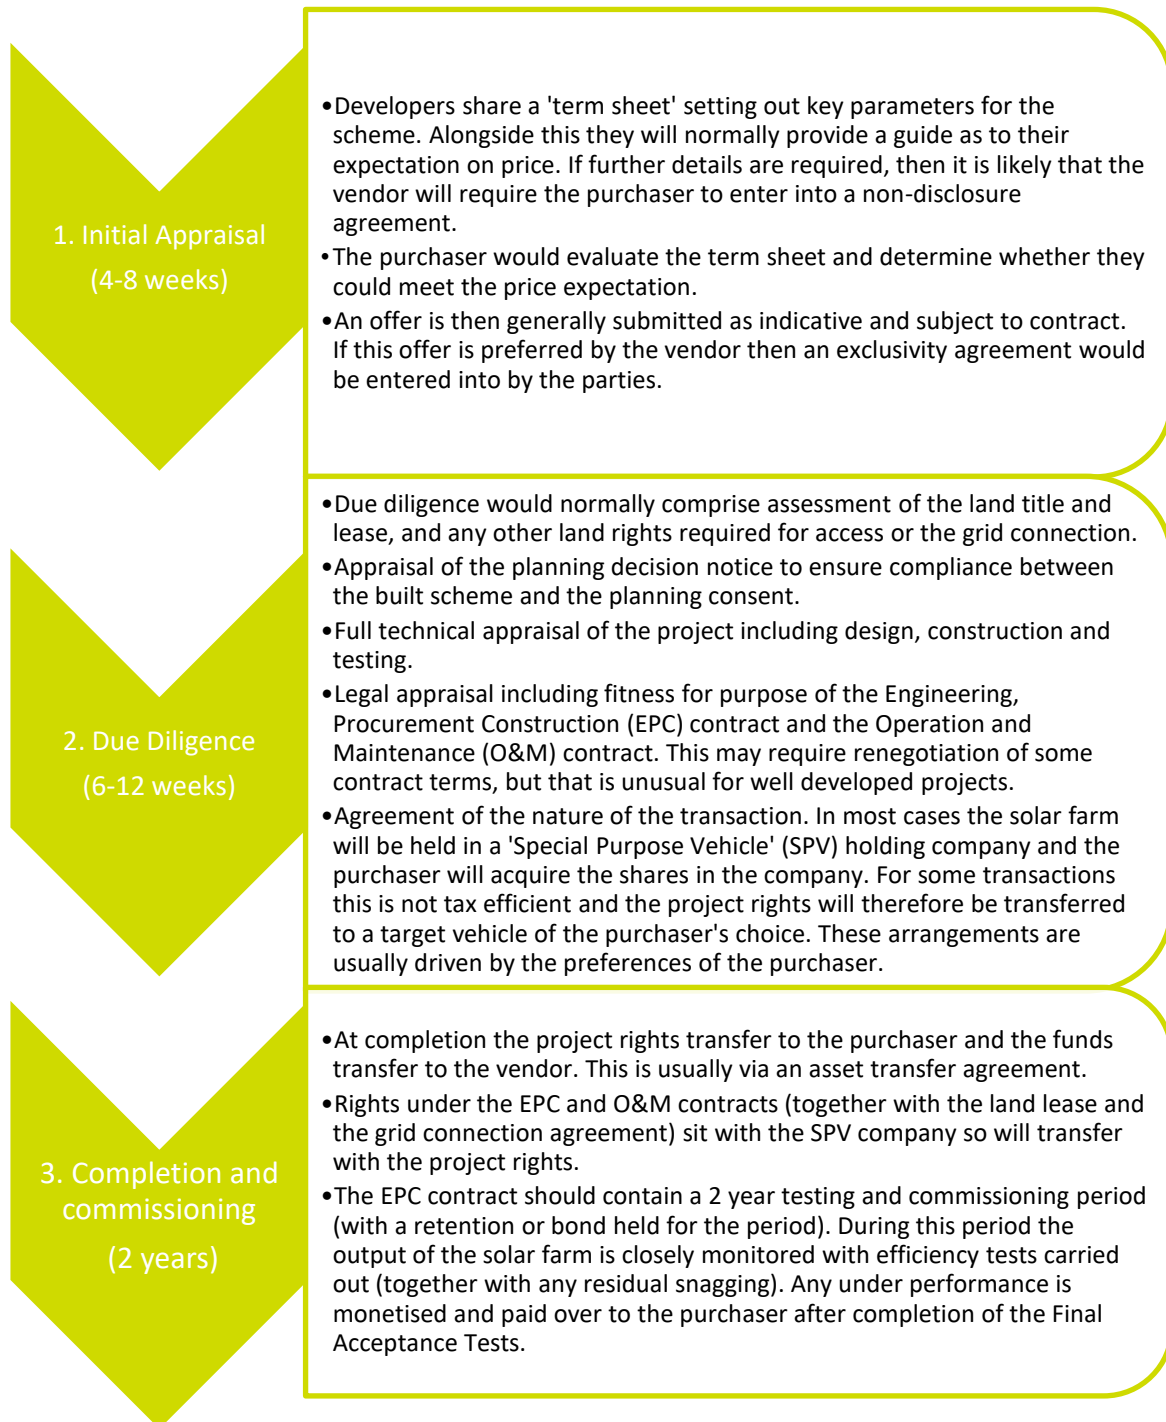 1. Initial Appraisal
(4-8 weeks)
•Developers share a 'term sheet' setting out key parameters for the
scheme. Alongside this they will normally provide a guide as to their
expectation on price. If further details are required, then it is likely that the
vendor will require the purchaser to enter into a non-disclosure
agreement.
•The purchaser would evaluate the term sheet and determine whether they
could meet the price expectation.
•An offer is then generally submitted as indicative and subject to contract.
If this offer is preferred by the vendor then an exclusivity agreement would
be entered into by the parties.
2. Due Diligence
(6-12 weeks)
•Due diligence would normally comprise assessment of the land title and
lease, and any other land rights required for access or the grid connection.
•Appraisal of the planning decision notice to ensure compliance between
the built scheme and the planning consent.
•Full technical appraisal of the project including design, construction and
testing.
•Legal appraisal including fitness for purpose of the Engineering,
Procurement Construction (EPC) contract and the Operation and
Maintenance (O&M) contract. This may require renegotiation of some
contract terms, but that is unusual for well developed projects.
•Agreement of the nature of the transaction. In most cases the solar farm
will be held in a 'Special Purpose Vehicle' (SPV) holding company and the
purchaser will acquire the shares in the company. For some transactions
this is not tax efficient and the project rights will therefore be transferred
to a target vehicle of the purchaser's choice. These arrangements are
usually driven by the preferences of the purchaser.
3. Completion and
commissioning
(2 years)
•At completion the project rights transfer to the purchaser and the funds
transfer to the vendor. This is usually via an asset transfer agreement.
•Rights under the EPC and O&M contracts (together with the land lease and
the grid connection agreement) sit with the SPV company so will transfer
with the project rights.
•The EPC contract should contain a 2 year testing and commissioning period
(with a retention or bond held for the period). During this period the
output of the solar farm is closely monitored with efficiency tests carried
out (together with any residual snagging). Any under performance is
monetised and paid over to the purchaser after completion of the Final
Acceptance Tests.